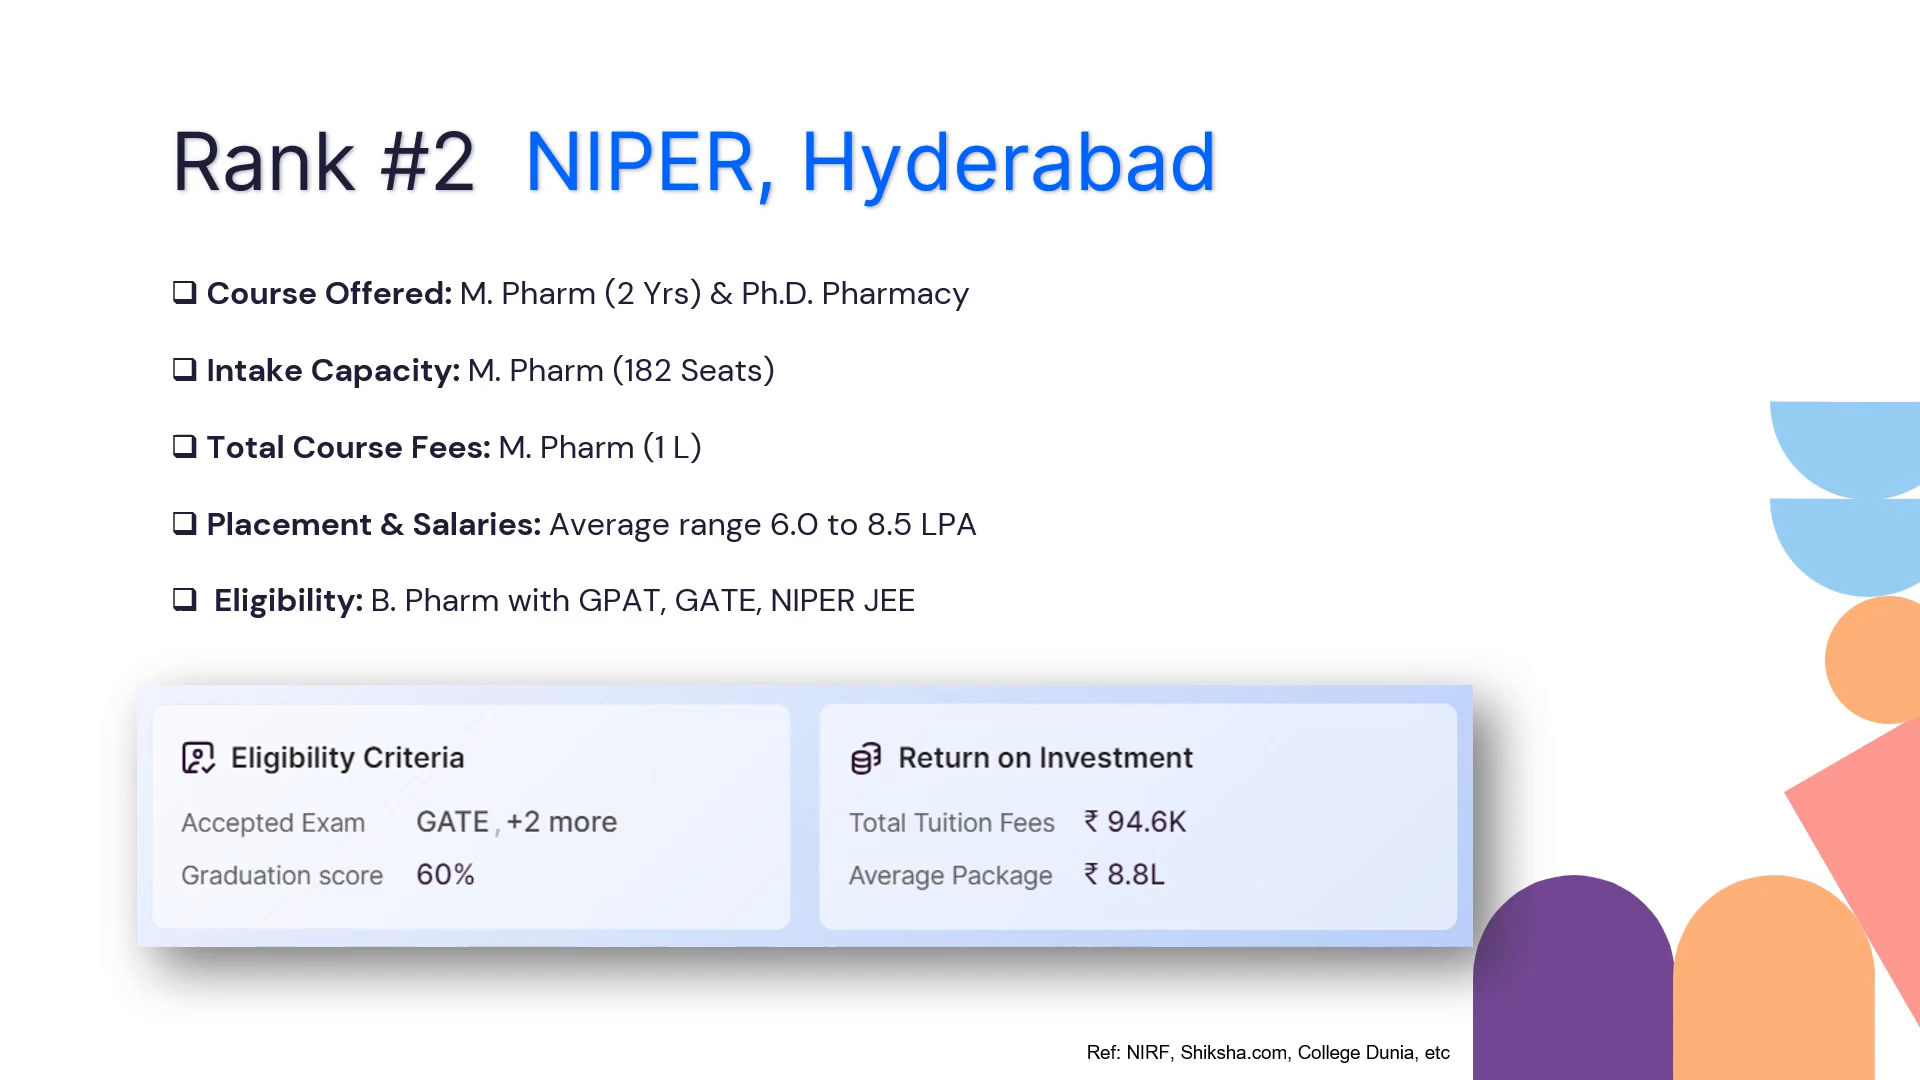 Rank #2 NIPER, Hyderabad
❑ Course Offered: M. Pharm (2 Yrs) & Ph.D. Pharmacy
❑ Intake Capacity: M. Pharm (182 Seats)
❑ Total Course Fees: M. Pharm (1 L)
❑ Placement & Salaries: Average range 6.0 to 8.5 LPA
❑ Eligibility: B. Pharm with GPAT, GATE, NIPER JEE
Eligibility Criteria
Accepted Exam GATE , +2 more
Graduation score 60%
Return on Investment
Total Tuition Fees ₹ 94.6K
Average Package ₹ 8.8L
Ref: NIRF, Shiksha.com, College Dunia, etc